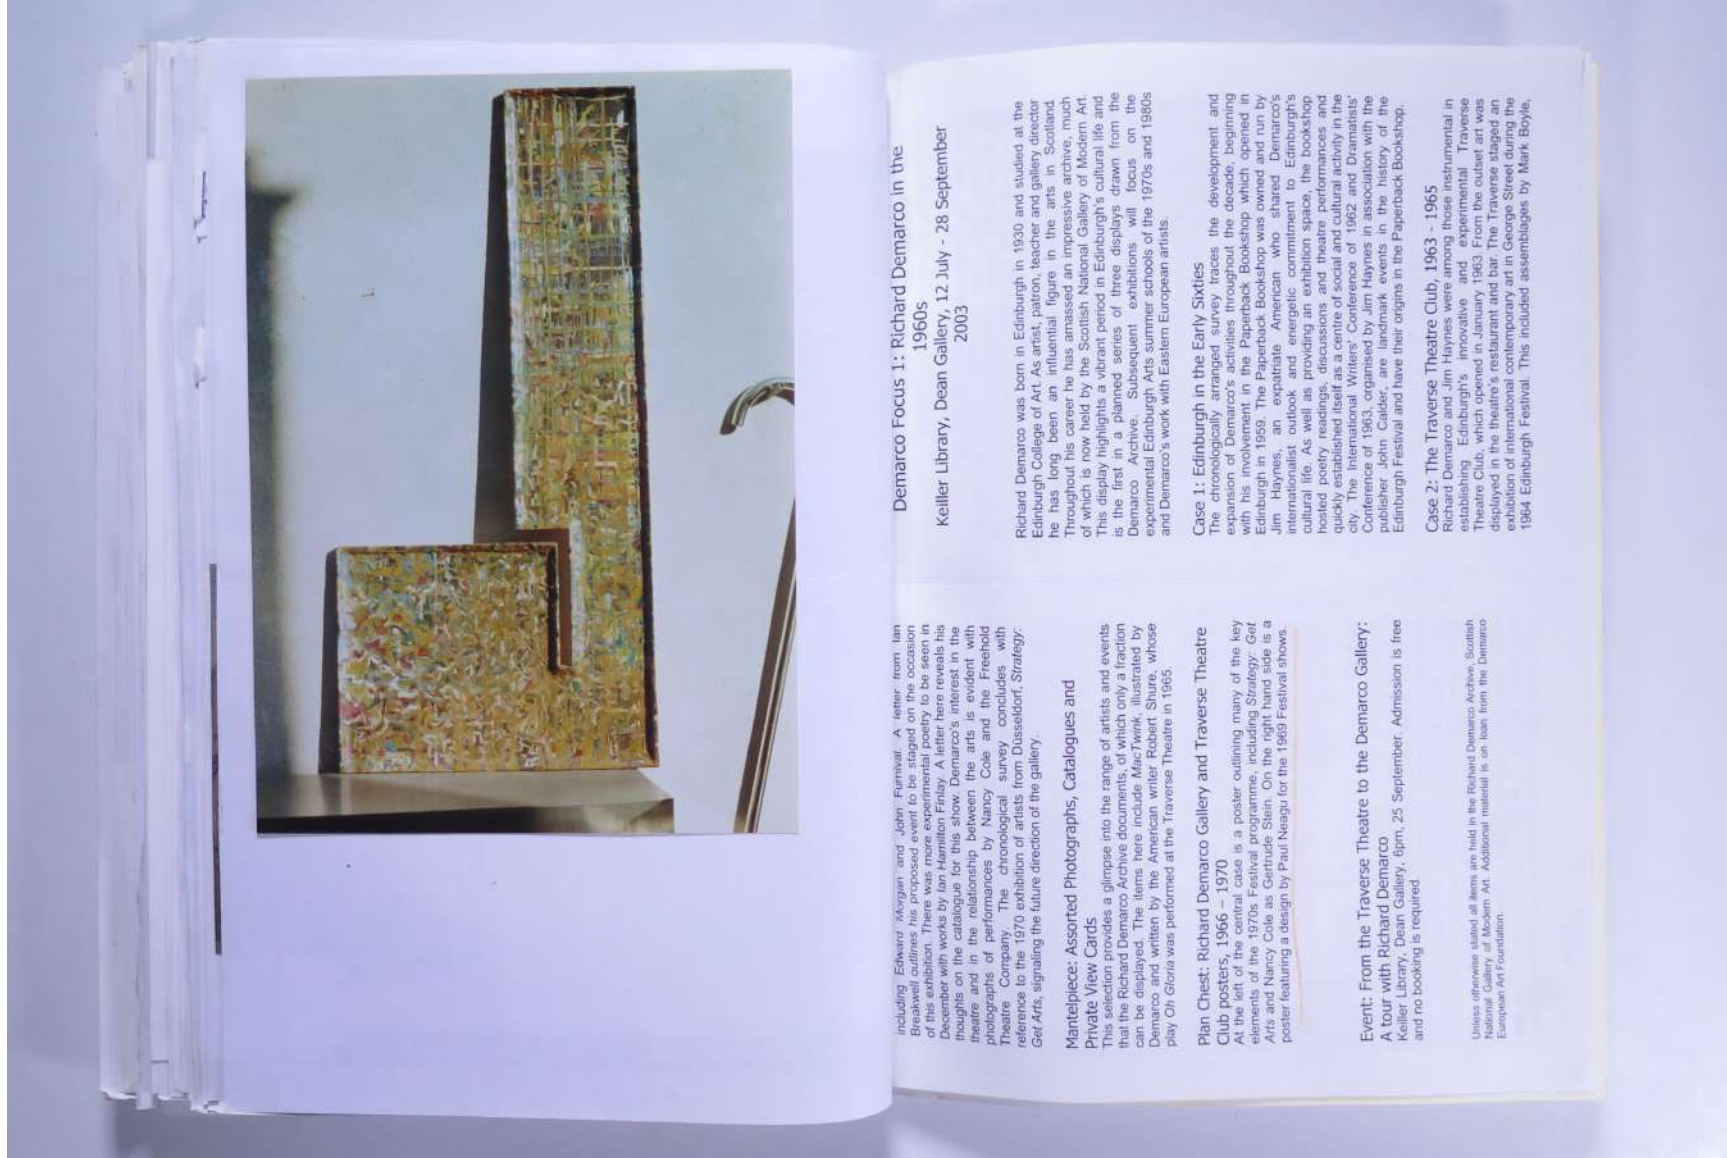 Demarco Focus 1: Richard Demarco in the
1960s
Keiller Library, Dean Gallery, 12 July - 28 September
2003
Richard Demarco was born in Edinburgh in 1930 and studied at the
Edinburgh College of Art. As artist, patron, teacher and gallery director
he has long been an influential figure in the arts in Scotland.
Throughout his career he has amassed an impressive archive, much
of which is now held by the Scottish National Gallery of Modern Art.
This display highlights a vibrant period in Edinburgh's cultural life and
is the first in a planned series of three displays drawn from the
Demarco Archive. Subsequent exhibitions will focus on the
experimental Edinburgh Arts summer schools of the 1970s and 1980s
and Demarco's work with Eastern European artists.
Case 1: Edinburgh in the Early Sixties
The chronologically arranged survey traces the development and
expansion of Demarco's activities throughout the decade, beginning
with his involvement in the Paperback Bookshop which opened in
Edinburgh in 1959. The Paperback Bookshop was owned and run by
Jim Haynes, an expatriate American who shared Demarco's
internationalist outlook and energetic commitment to Edinburgh's
cultural life. As well as providing an exhibition space, the bookshop
hosted poetry readings, discussions and theatre performances and
quickly established itself as a centre of social and cultural activity in the
city. The International Writers' Conference of 1962 and Dramatists'
Conference of 1963, organised by Jim Haynes in association with the
publisher John Calder, are landmark events in the history of the
Edinburgh Festival and have their origins in the Paperback Bookshop.
Case 2: The Traverse Theatre Club, 1963 - 1965
Richard Demarco and Jim Haynes were among those instrumental in
establishing Edinburgh's innovative and experimental Traverse
Theatre Club, which opened in January 1963. From the outset art was
displayed in the theatre's restaurant and bar. The Traverse staged an
exhibition of international contemporary art in George Street during the
1964 Edinburgh Festival. This included assemblages by Mark Boyle,
including Edward Morgan and John Furnival. A letter from Ian
Breakwell outlines his proposed event to be staged on the occasion
of this exhibition. There was more experimental poetry to be seen in
December with works by Ian Hamilton Finlay. A letter here reveals his
thoughts on the catalogue for this show. Demarco's interest in the
theatre and in the relationship between the arts is evident with
photographs of performances by Nancy Cole and the Freehold
Theatre Company. The chronological survey concludes with
reference to the 1970 exhibition of artists from Düsseldorf, Strategy:
Get Arts, signaling the future direction of the gallery.
Mantelpiece: Assorted Photographs, Catalogues and
Private View Cards
This selection provides a glimpse into the range of artists and events
that the Richard Demarco Archive documents, of which only a fraction
can be displayed. The items here include MacTwink, illustrated by
Demarco and written by the American writer Robert Shure, whose
play Oh Gloria was performed at the Traverse Theatre in 1965.
Plan Chest: Richard Demarco Gallery and Traverse Theatre
Club posters, 1966 – 1970
At the left of the central case is a poster outlining many of the key
elements of the 1970s Festival programme, including Strategy: Get
Arts and Nancy Cole as Gertrude Stein. On the right hand side is a
poster featuring a design by Paul Neagu for the 1969 Festival shows.
Event: From the Traverse Theatre to the Demarco Gallery:
A tour with Richard Demarco
Keiller Library, Dean Gallery, 6pm, 25 September. Admission is free
and no booking is required.
Unless otherwise stated all items are held in the Richard Demarco Archive, Scottish
National Gallery of Modern Art. Additional material is on loan from the Demarco
European Art Foundation.